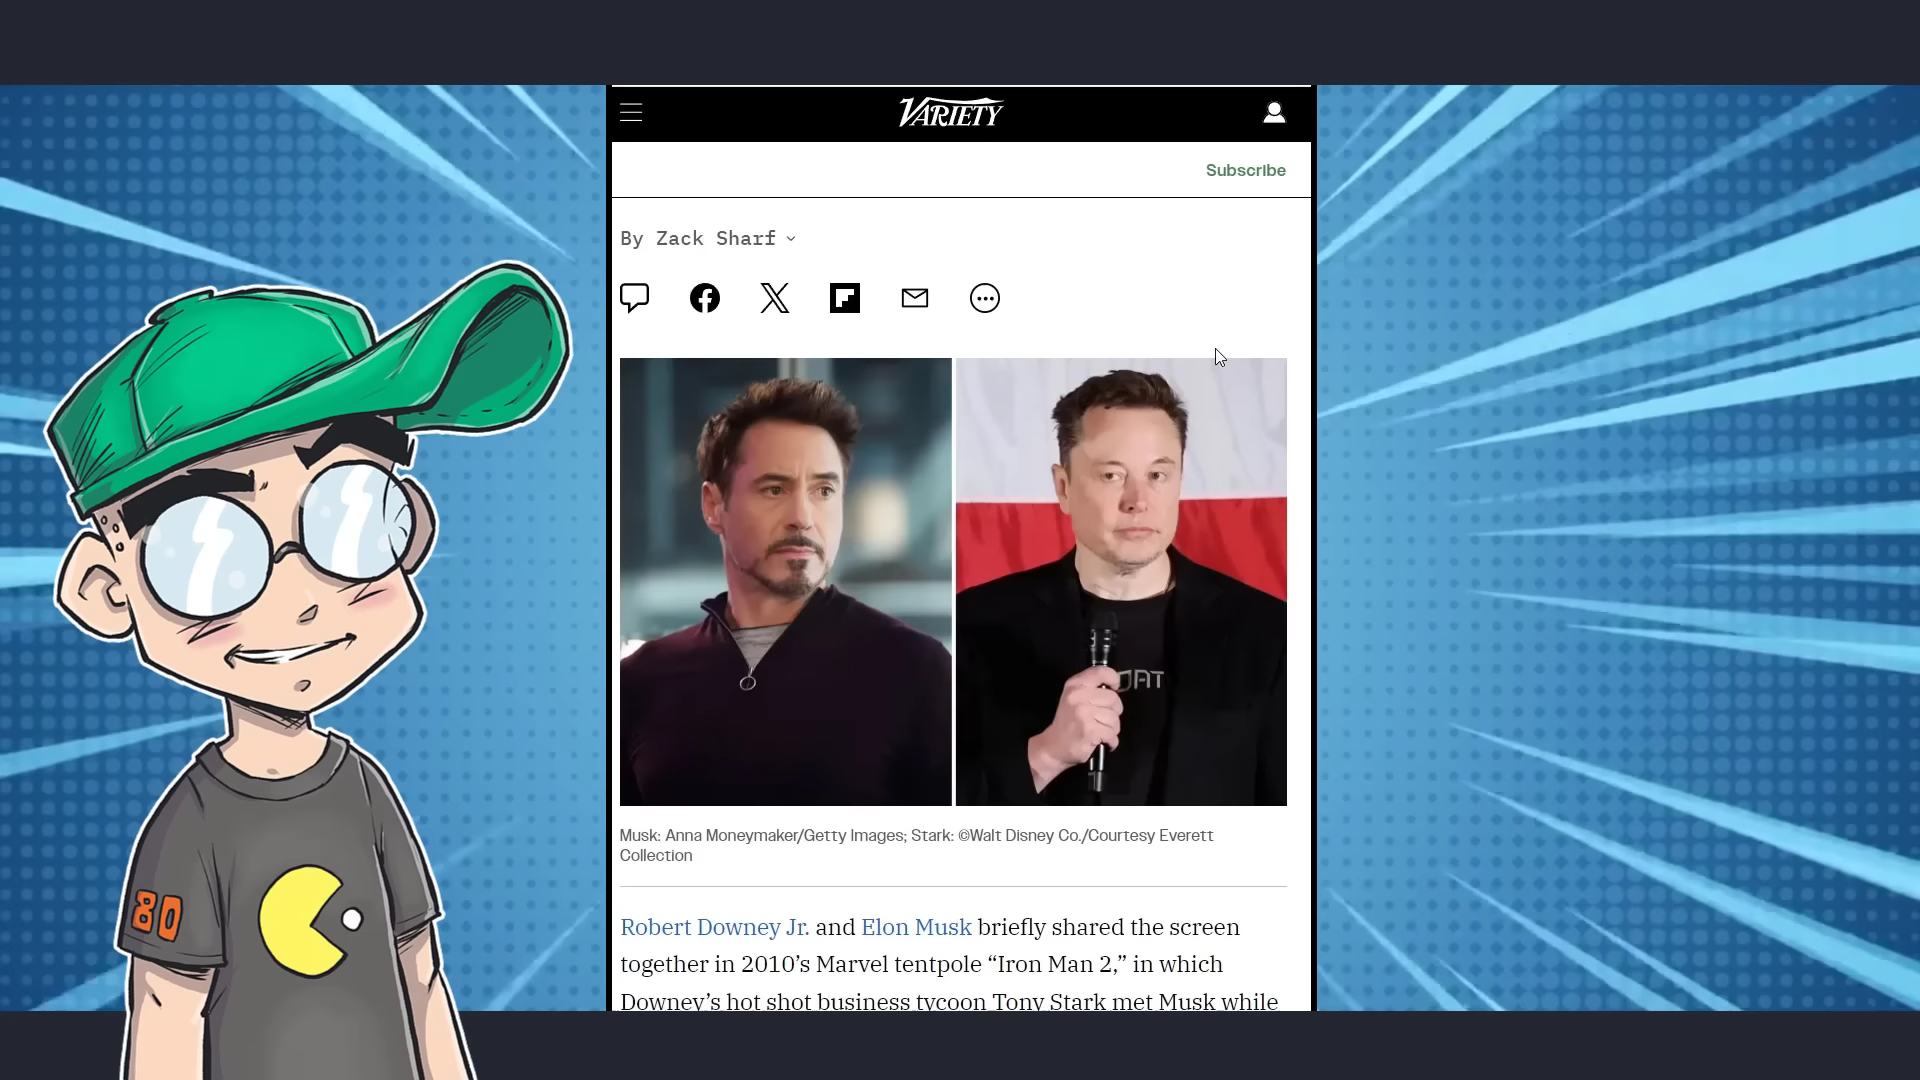 VARIETY
Subscribe
By Zack Sharf
OAT
Musk: Anna Moneymaker/Getty Images; Stark: ©Walt Disney Co./Courtesy Everett
Collection
Robert Downey Jr. and Elon Musk briefly shared the screen
together in 2010’s Marvel tentpole “Iron Man 2,” in which
Downey’s hot shot business tycoon Tony Stark met Musk while
80